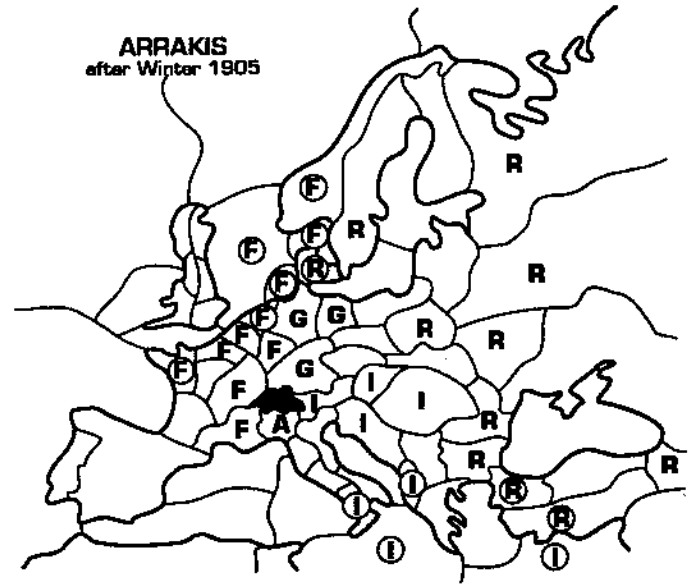 ARRAKIS
after Winter 1905
R
F
F R
F
R R
F
F G G
F R R
F F
F G
F I
I I
F A I R
R R
I R
I R
I I